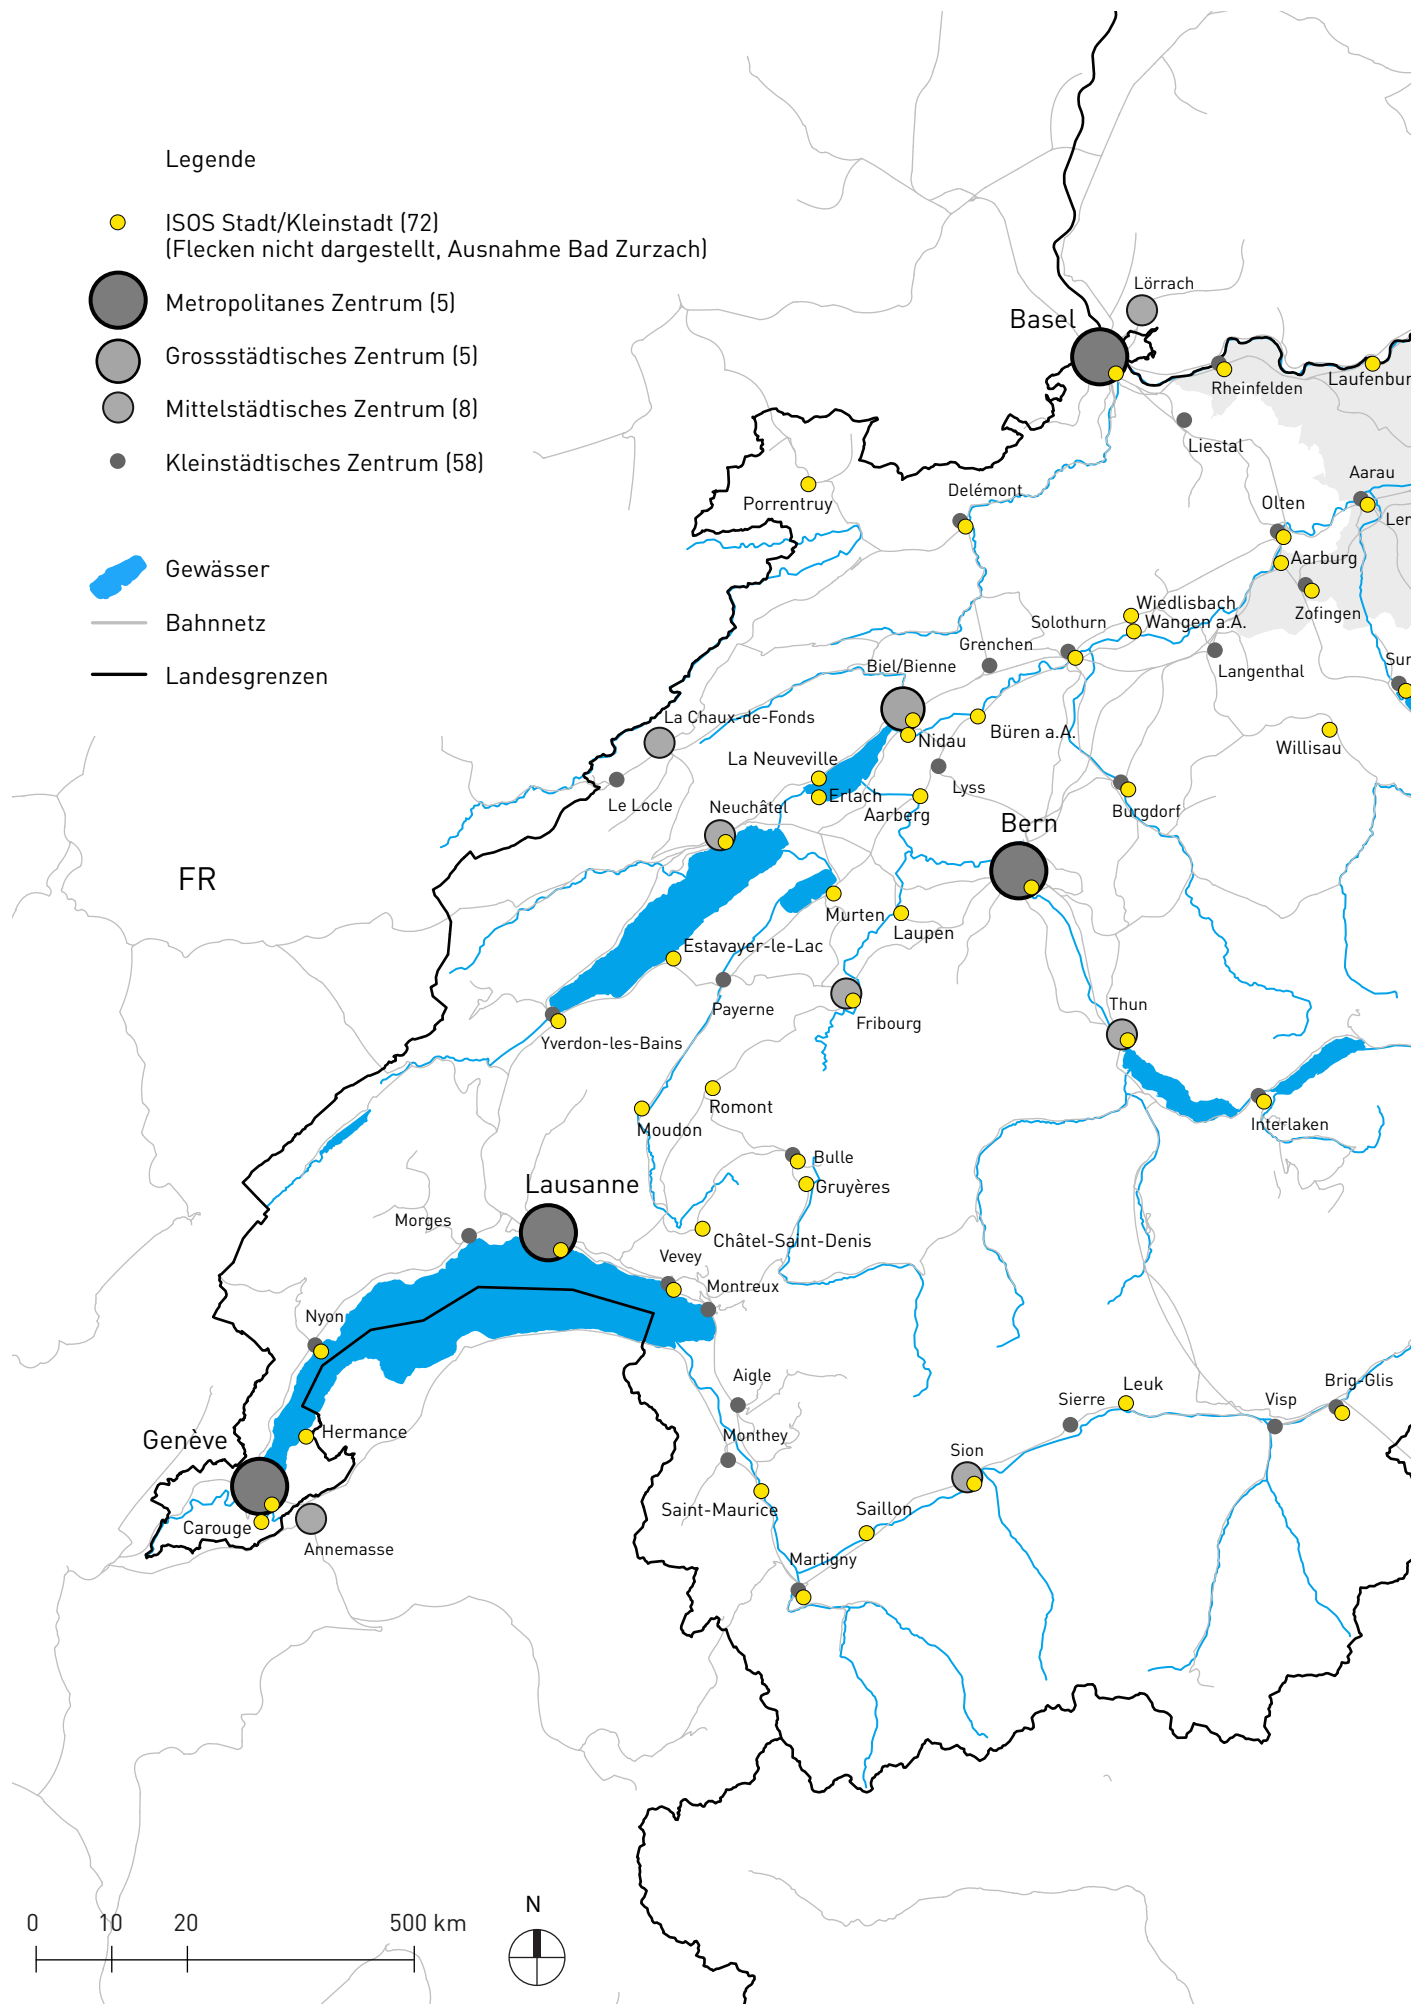 Legende
ISOS Stadt/Kleinstadt (72)
(Flecken nicht dargestellt, Ausnahme Bad Zurzach)
Metropolitanes Zentrum (5)
Grossstädtisches Zentrum (5)
Mittelstädtisches Zentrum (8)
Kleinstädtisches Zentrum (58)
Gewässer
Bahnnetz
Landesgrenzen
Lörrach
Basel
Rheinfelden
Laufenbur
Liestal
Aarau
Porrentruy
Delémont
Olten
Len
Aarburg
Wiedlisbach
Zofingen
Wangen a.A.
Solothurn
Grenchen
Biel/Bienne
Langenthal
Sur
La Chaux-de-Fonds
Büren a.A.
Nidau
Willisau
La Neuveville
Lyss
Erlach
Le Locle
Neuchâtel
Aarberg
Burgdorf
Bern
FR
Murten
Laupen
Estavayer-le-Lac
Payerne
Thun
Fribourg
Yverdon-les-Bains
Romont
Moudon
Interlaken
Bulle
Gruyères
Lausanne
Morges
Châtel-Saint-Denis
Vevey
Montreux
Nyon
Aigle
Leuk
Brig-Glis
Sierre
Visp
Hermance
Genève
Monthey
Sion
Saint-Maurice
Saillon
Carouge
Annemasse
Martigny
N
0 10 20 500 km